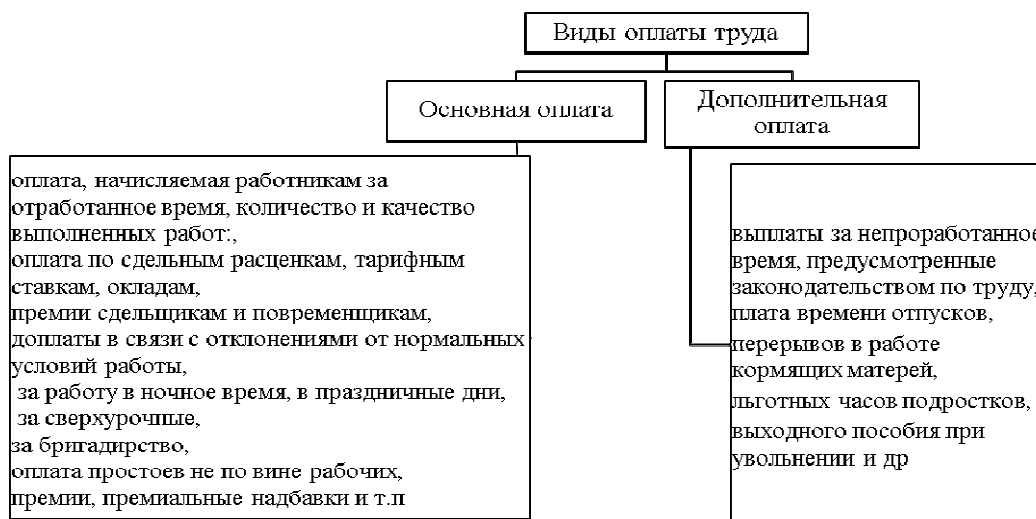 Виды оплаты труда
Основная оплата
Дополнительная
оплата
оплата, начисляемая работникам за
отработанное время, количество и качество
выполненных работ:,
оплата по сдельным расценкам, тарифным
ставкам, окладам,
премии сдельщикам и повременщикам,
доплаты в связи с отклонениями от нормальных
условий работы,
за работу в ночное время, в праздничные дни,
за сверхурочные,
за бригадирство,
оплата простоев не по вине рабочих,
премии, премиальные надбавки и т.п
выплаты за непроработанное
время, предусмотренные
законодательством по труду,
плата времени отпусков,
перерывов в работе
кормящих матерей,
льготных часов подростков,
выходного пособия при
увольнении и др